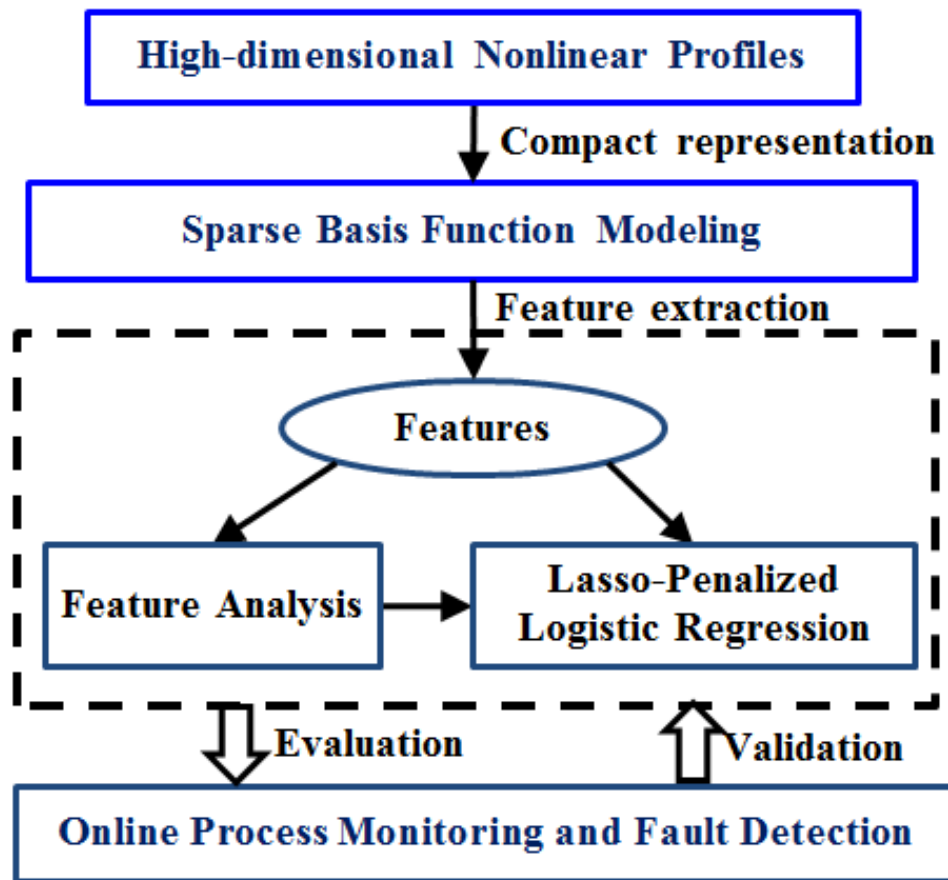 High-dimensional Nonlinear Profiles
Compact representation
Sparse Basis Function Modeling
Feature extraction
Features
Feature Analysis
Lasso-Penalized
Logistic Regression
Evaluation
Validation
Online Process Monitoring and Fault Detection